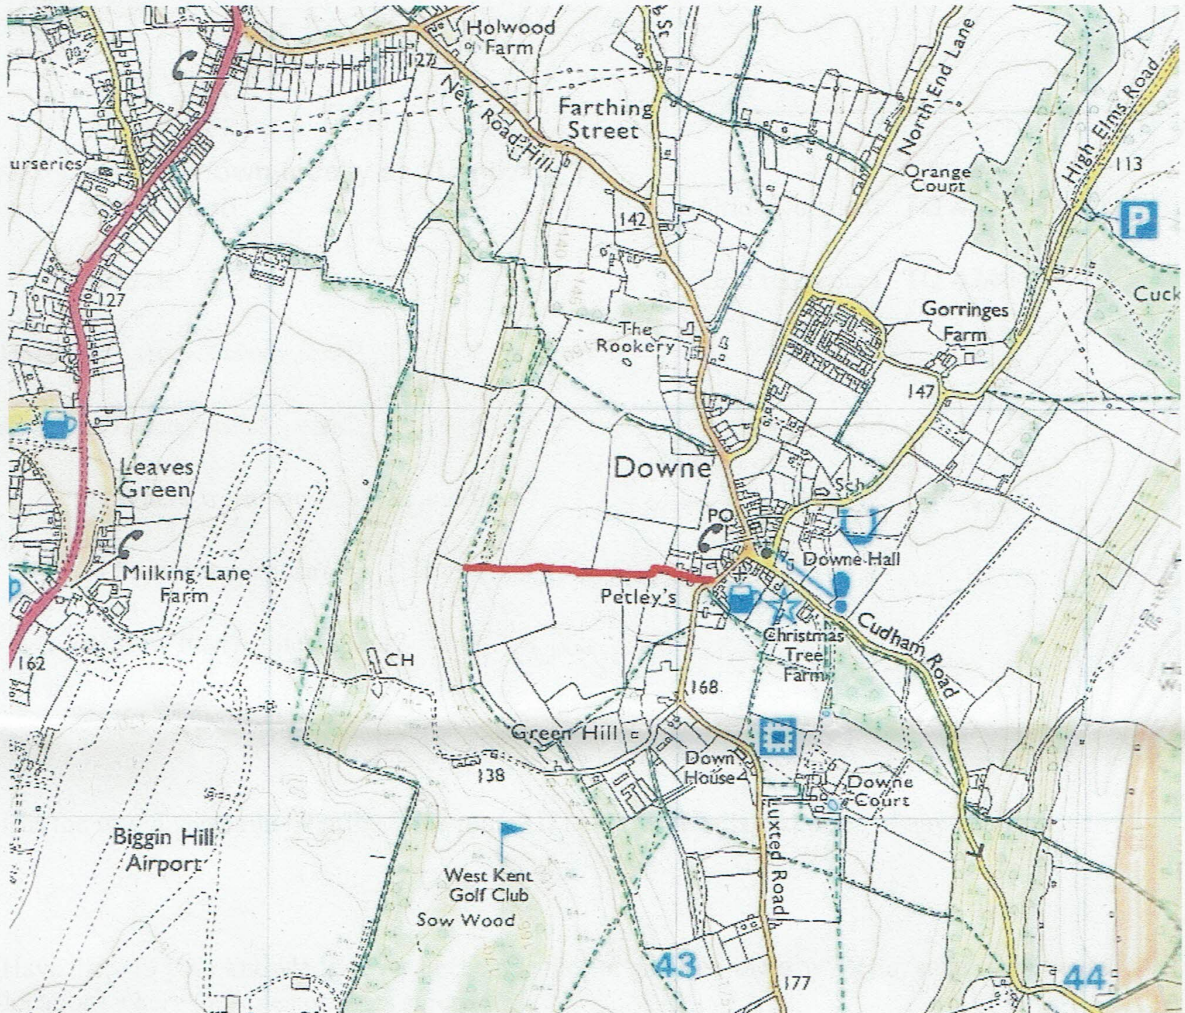 Holwood
Farm
122
New Road Hill
St
Farthing
Street
North End Lane
High Elms Road
113
P
urseries
Orange
Court
142
127
Cuck
Gorringes
Farm
The
Rookery
147
Leaves
Green
Downe
Sch
PO
Downe Hall
Milking Lane
Farm
Petley's
Christmas
Tree
Farm
Cudham Road
162
CH
168
Green Hill
138
Down
House
Downe
Court
Luxted Road
Biggin Hill
Airport
West Kent
Golf Club
Sow Wood
43
44
177